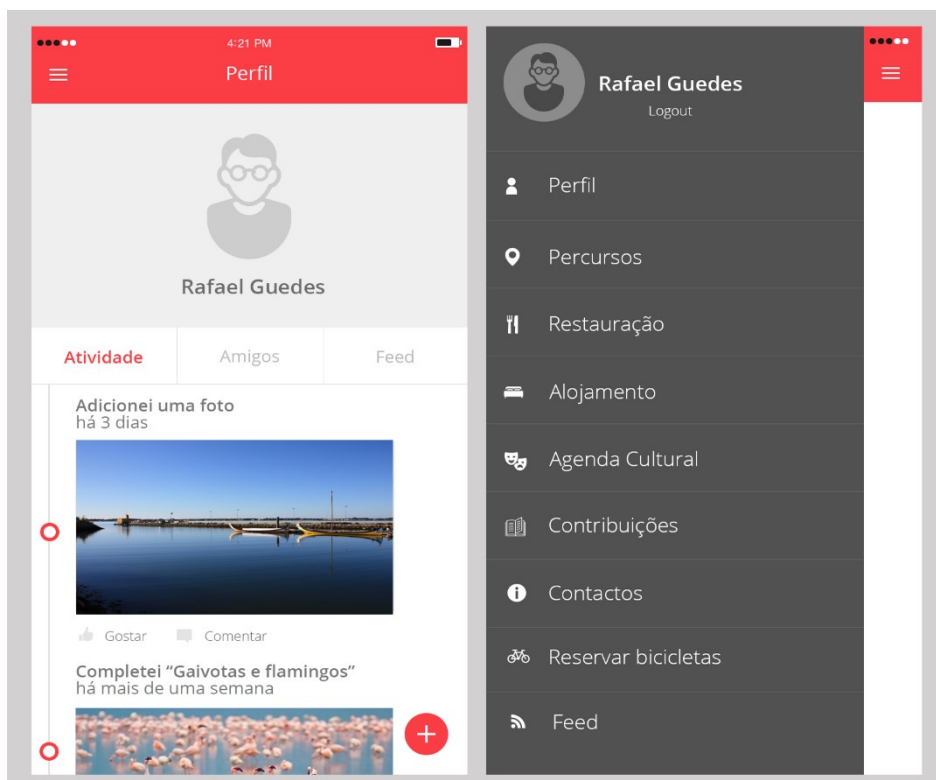 4:21 PM
Perfil
Rafael Guedes
Atividade
Amigos
Feed
Adicionei uma foto
há 3 dias
Gostar
Comentar
Completei “Gaivotas e flamingos”
há mais de uma semana
Rafael Guedes
Logout
Perfil
Percursos
Restauração
Alojamento
Agenda Cultural
Contribuições
Contactos
Reservar bicicletas
Feed